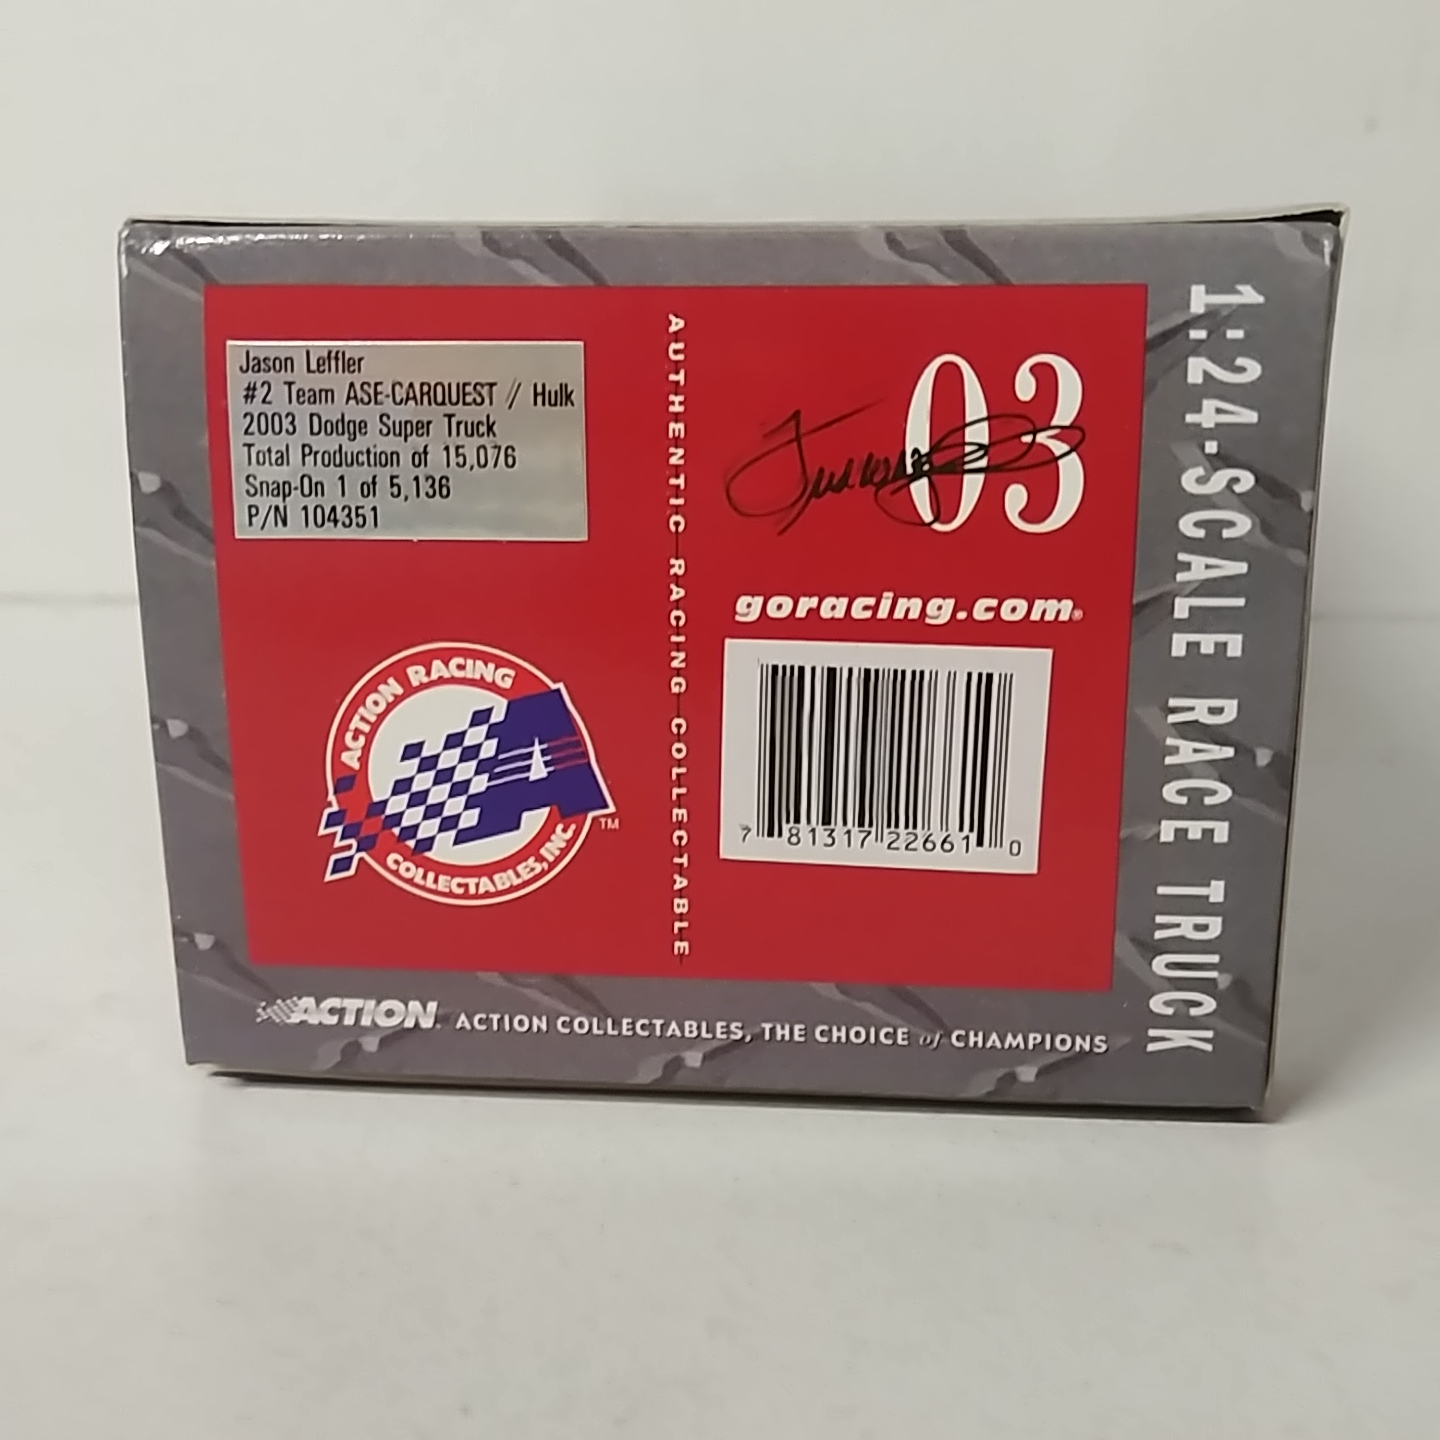 Jason Leffler
#2 Team ASE-CARQUEST // Hulk
2003 Dodge Super Truck
Total Production of 15,076
Snap-On 1 of 5,136
P/N 104351
ACTION RACING
COLLECTABLES, INC.
TM
AUTHENTIC RACING COLLECTABLE
03
goracing.com®
7 81317 22661 0
1:24-SCALE RACE TRUCK
ACTION. ACTION COLLECTABLES, THE CHOICE of CHAMPIONS